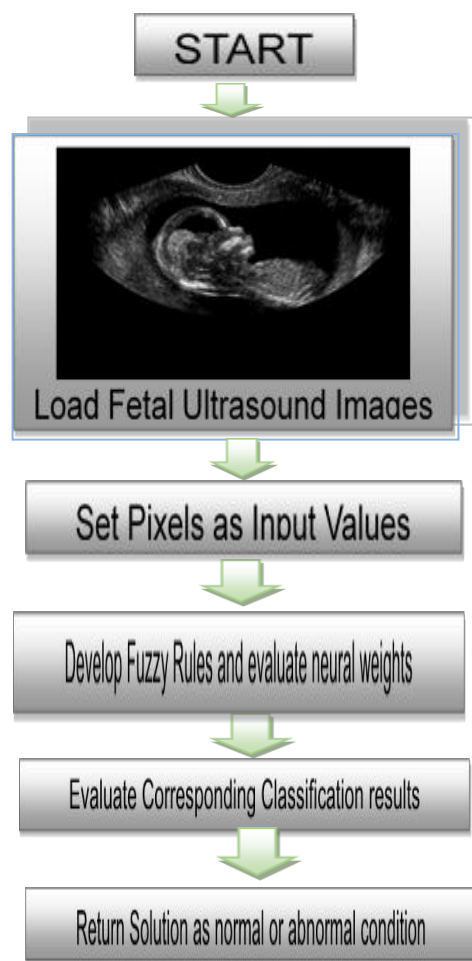 START
Load Fetal Ultrasound Images
Set Pixels as Input Values
Develop Fuzzy Rules and evaluate neural weights
Evaluate Corresponding Classification results
Return Solution as normal or abnormal condition